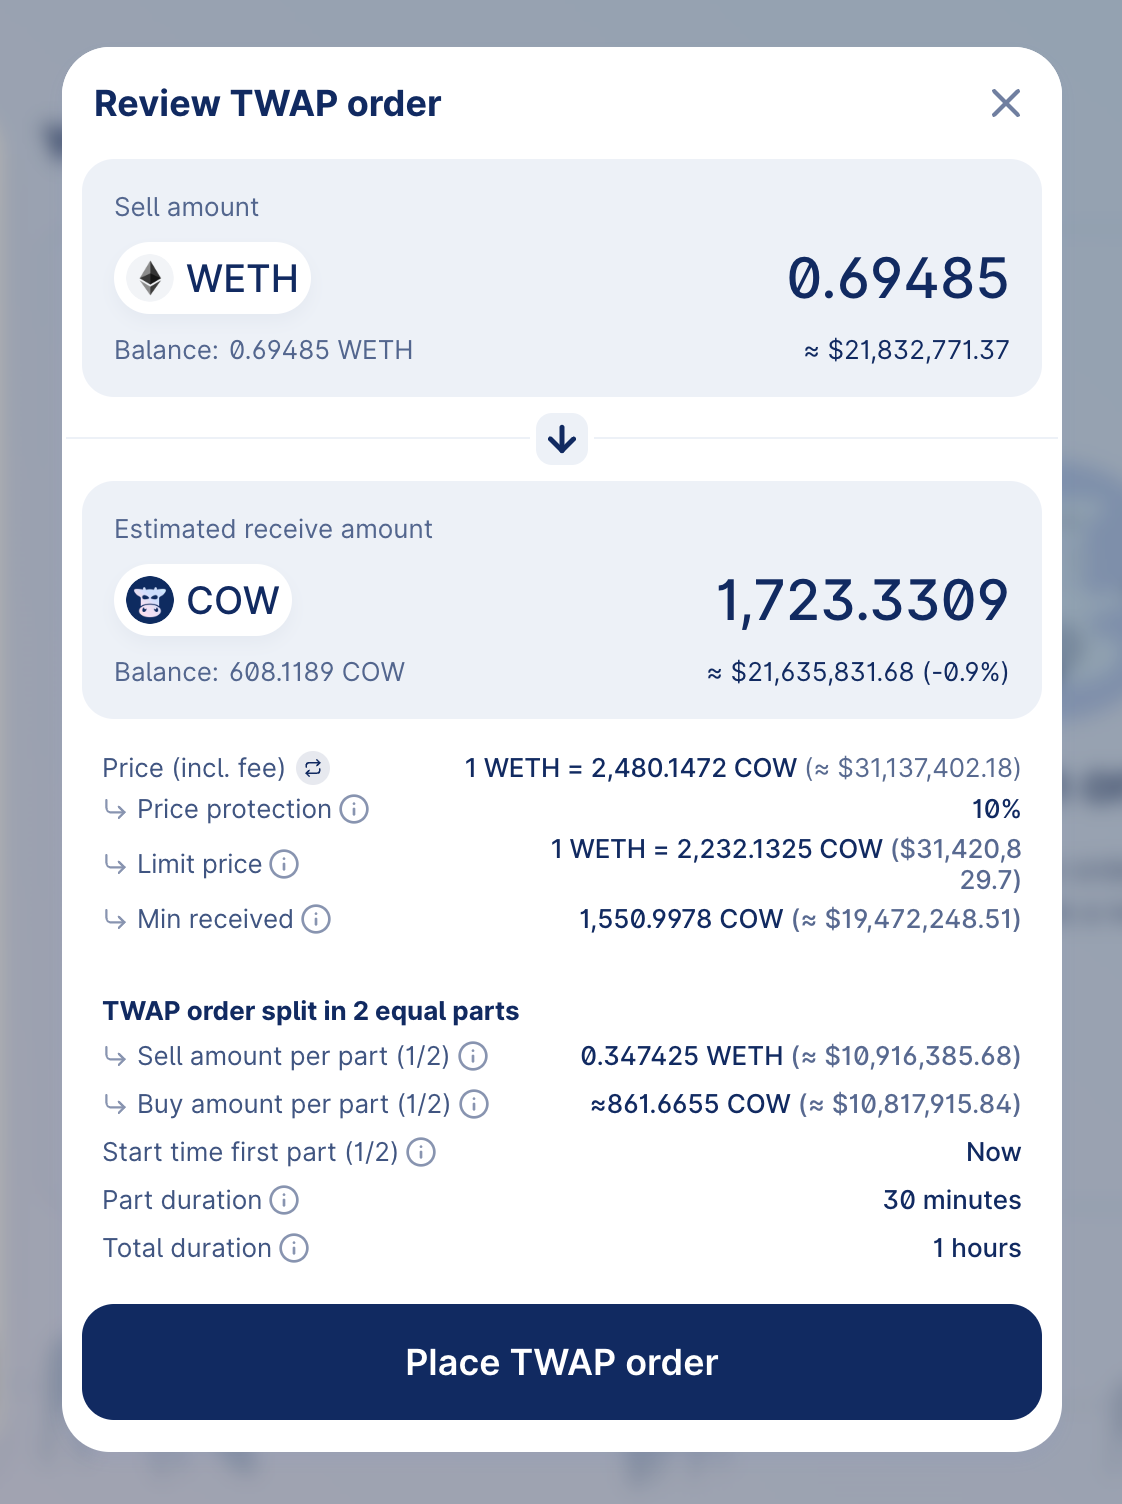 Review TWAP order
Sell amount
WETH
0.69485
Balance: 0.69485 WETH
≈ $21,832,771.37
Estimated receive amount
COW
1,723.3309
Balance: 608.1189 COW
≈ $21,635,831.68 (-0.9%)
Price (incl. fee)
1 WETH = 2,480.1472 COW (≈ $31,137,402.18)
Price protection
10%
Limit price
1 WETH = 2,232.1325 COW ($31,420,8
29.7)
Min received
1,550.9978 COW (≈ $19,472,248.51)
TWAP order split in 2 equal parts
Sell amount per part (1/2)
0.347425 WETH (≈ $10,916,385.68)
Buy amount per part (1/2)
≈861.6655 COW (≈ $10,817,915.84)
Start time first part (1/2)
Now
Part duration
30 minutes
Total duration
1 hours
Place TWAP order